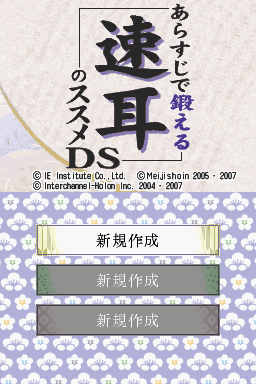 あらすじで鍛える
速耳
のススメDS
© IE Institute Co.,Ltd.　© Meijishoin 2005・2007
© Interchannel-Holon Inc. 2004・2007
新規作成
新規作成
新規作成